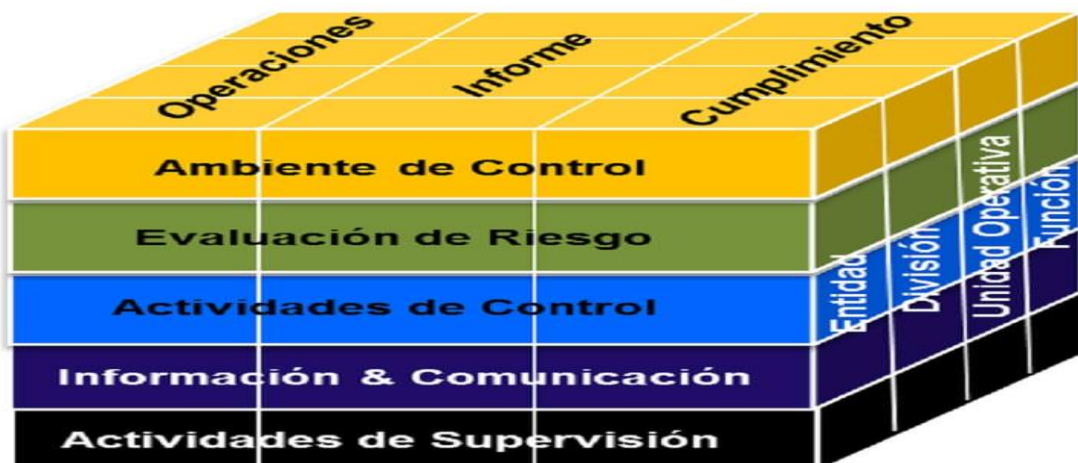 Operaciones
Informe
Cumplimiento
Ambiente de Control
Evaluación de Riesgo
Actividades de Control
Información & Comunicación
Actividades de Supervisión
Entidad
División
Unidad Operativa
Función